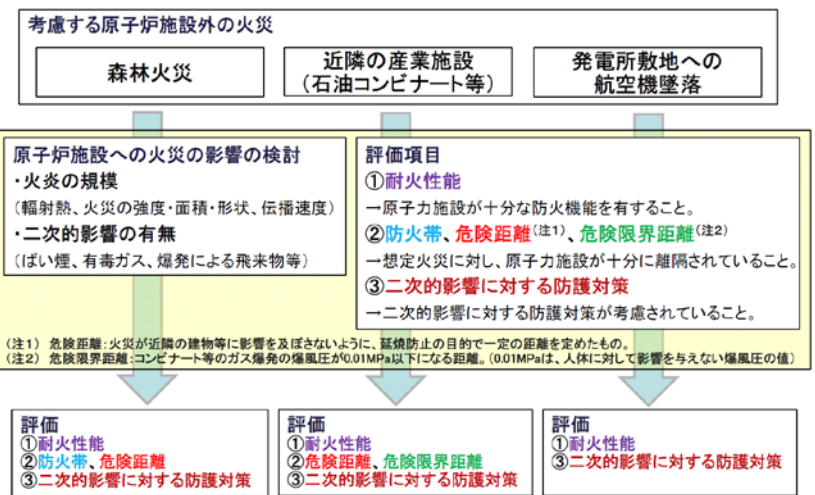 考慮する原子炉施設外の火災
森林火災
近隣の産業施設
(石油コンビナート等)
発電所敷地への
航空機墜落
原子炉施設への火災の影響の検討
・火炎の規模
(輻射熱、火災の強度・面積・形状、伝播速度)
・二次的影響の有無
(ばい煙、有毒ガス、爆発による飛来物等)
評価項目
①耐火性能
→原子力施設が十分な防火機能を有すること。
②防火帯、危険距離(注1)、危険限界距離(注2)
→想定火災に対し、原子力施設が十分に離隔されていること。
③二次的影響に対する防護対策
→二次的影響に対する防護対策が考慮されていること。
(注1) 危険距離:火災が近隣の建物等に影響を及ぼさないように、延焼防止の目的で一定の距離を定めたもの。
(注2) 危険限界距離:コンビナート等のガス爆発の爆風圧が0.01MPa以下になる距離。(0.01MPaは、人体に対して影響を与えない爆風圧の値)
評価
①耐火性能
②防火帯、危険距離
③二次的影響に対する防護対策
評価
①耐火性能
②危険距離、危険限界距離
③二次的影響に対する防護対策
評価
①耐火性能
③二次的影響に対する防護対策